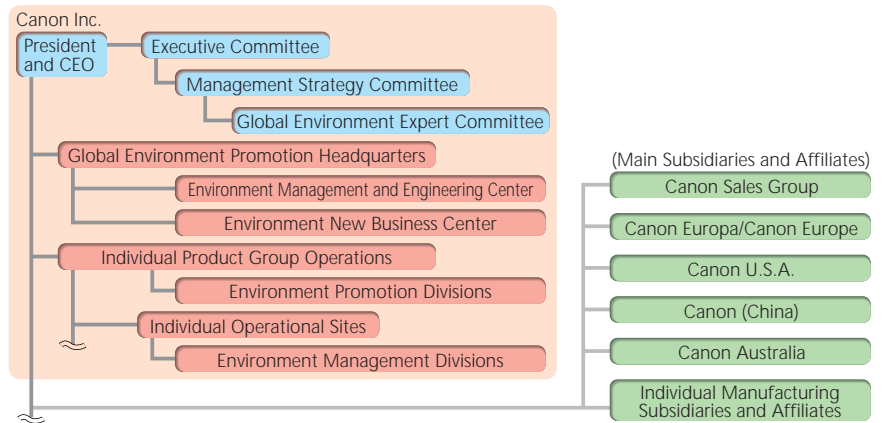 Canon Inc.
President
and CEO
Executive Committee
Management Strategy Committee
Global Environment Expert Committee
Global Environment Promotion Headquarters
Environment Management and Engineering Center
Environment New Business Center
Individual Product Group Operations
Environment Promotion Divisions
Individual Operational Sites
Environment Management Divisions
(Main Subsidiaries and Affiliates)
Canon Sales Group
Canon Europa/Canon Europe
Canon U.S.A.
Canon (China)
Canon Australia
Individual Manufacturing
Subsidiaries and Affiliates